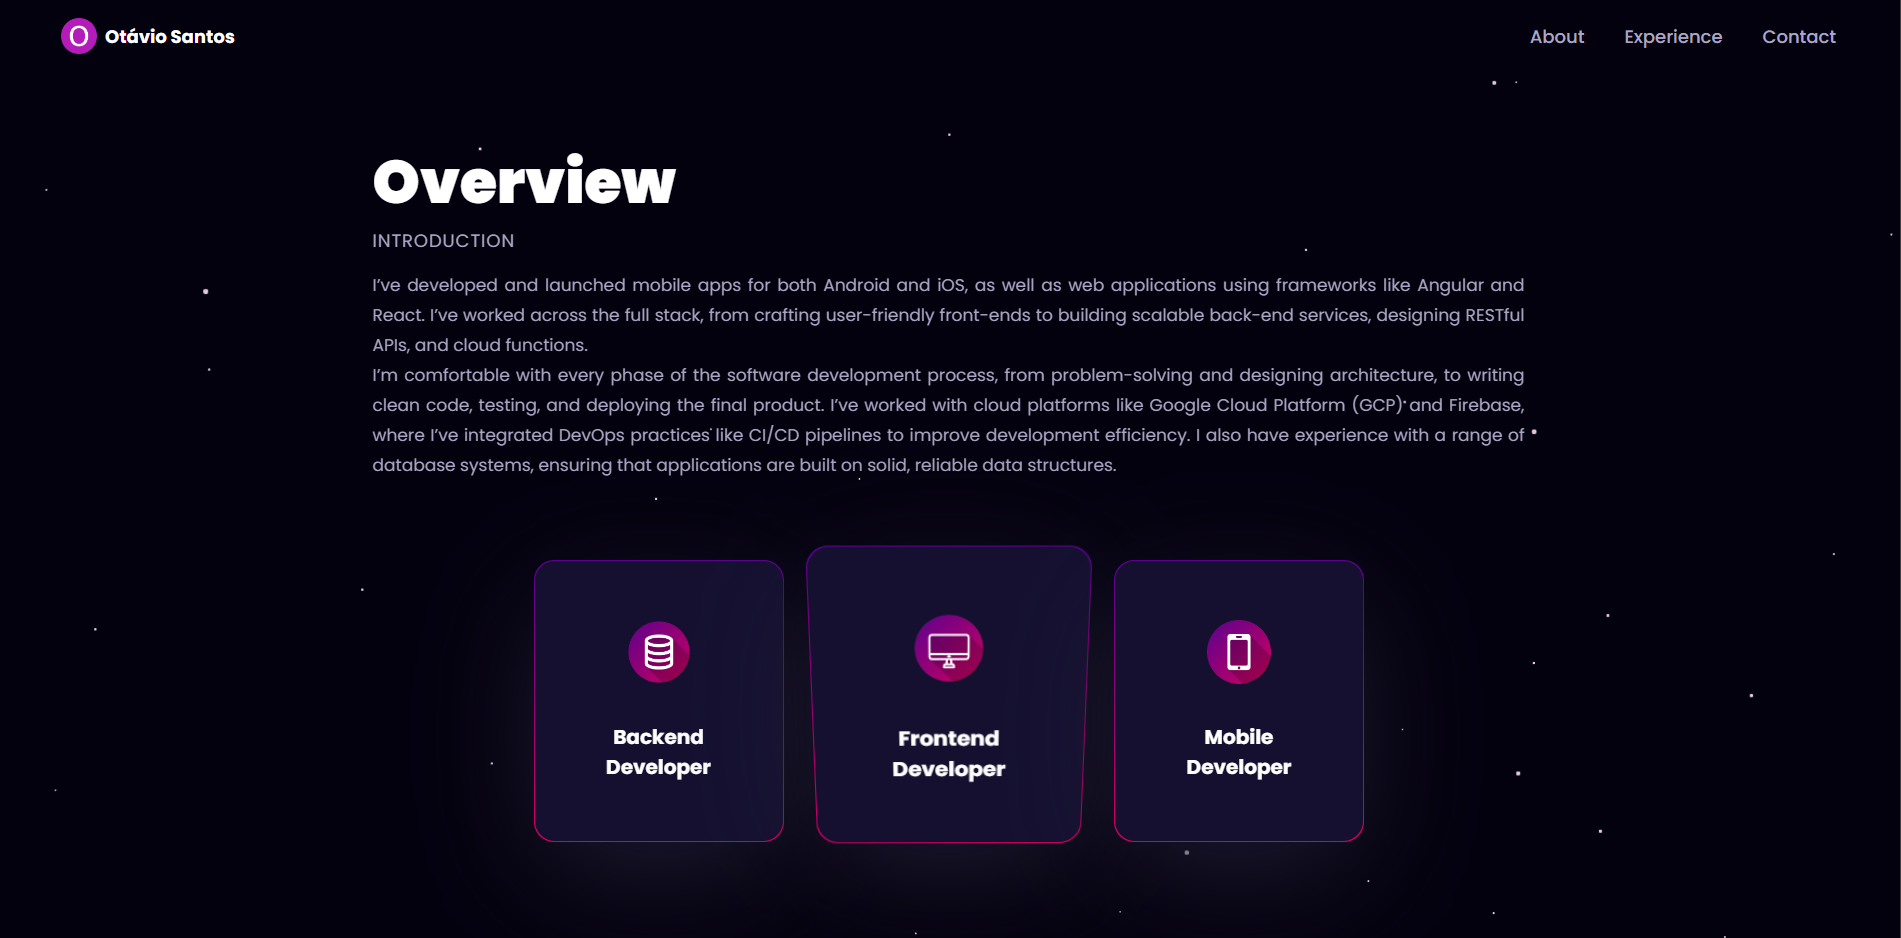 O Otávio Santos
About Experience Contact
Overview
INTRODUCTION
I’ve developed and launched mobile apps for both Android and iOS, as well as web applications using frameworks like Angular and
React. I’ve worked across the full stack, from crafting user-friendly front-ends to building scalable back-end services, designing RESTful
APIs, and cloud functions.
I’m comfortable with every phase of the software development process, from problem-solving and designing architecture, to writing
clean code, testing, and deploying the final product. I’ve worked with cloud platforms like Google Cloud Platform (GCP) and Firebase,
where I’ve integrated DevOps practices like CI/CD pipelines to improve development efficiency. I also have experience with a range of
database systems, ensuring that applications are built on solid, reliable data structures.
Backend
Developer
Frontend
Developer
Mobile
Developer